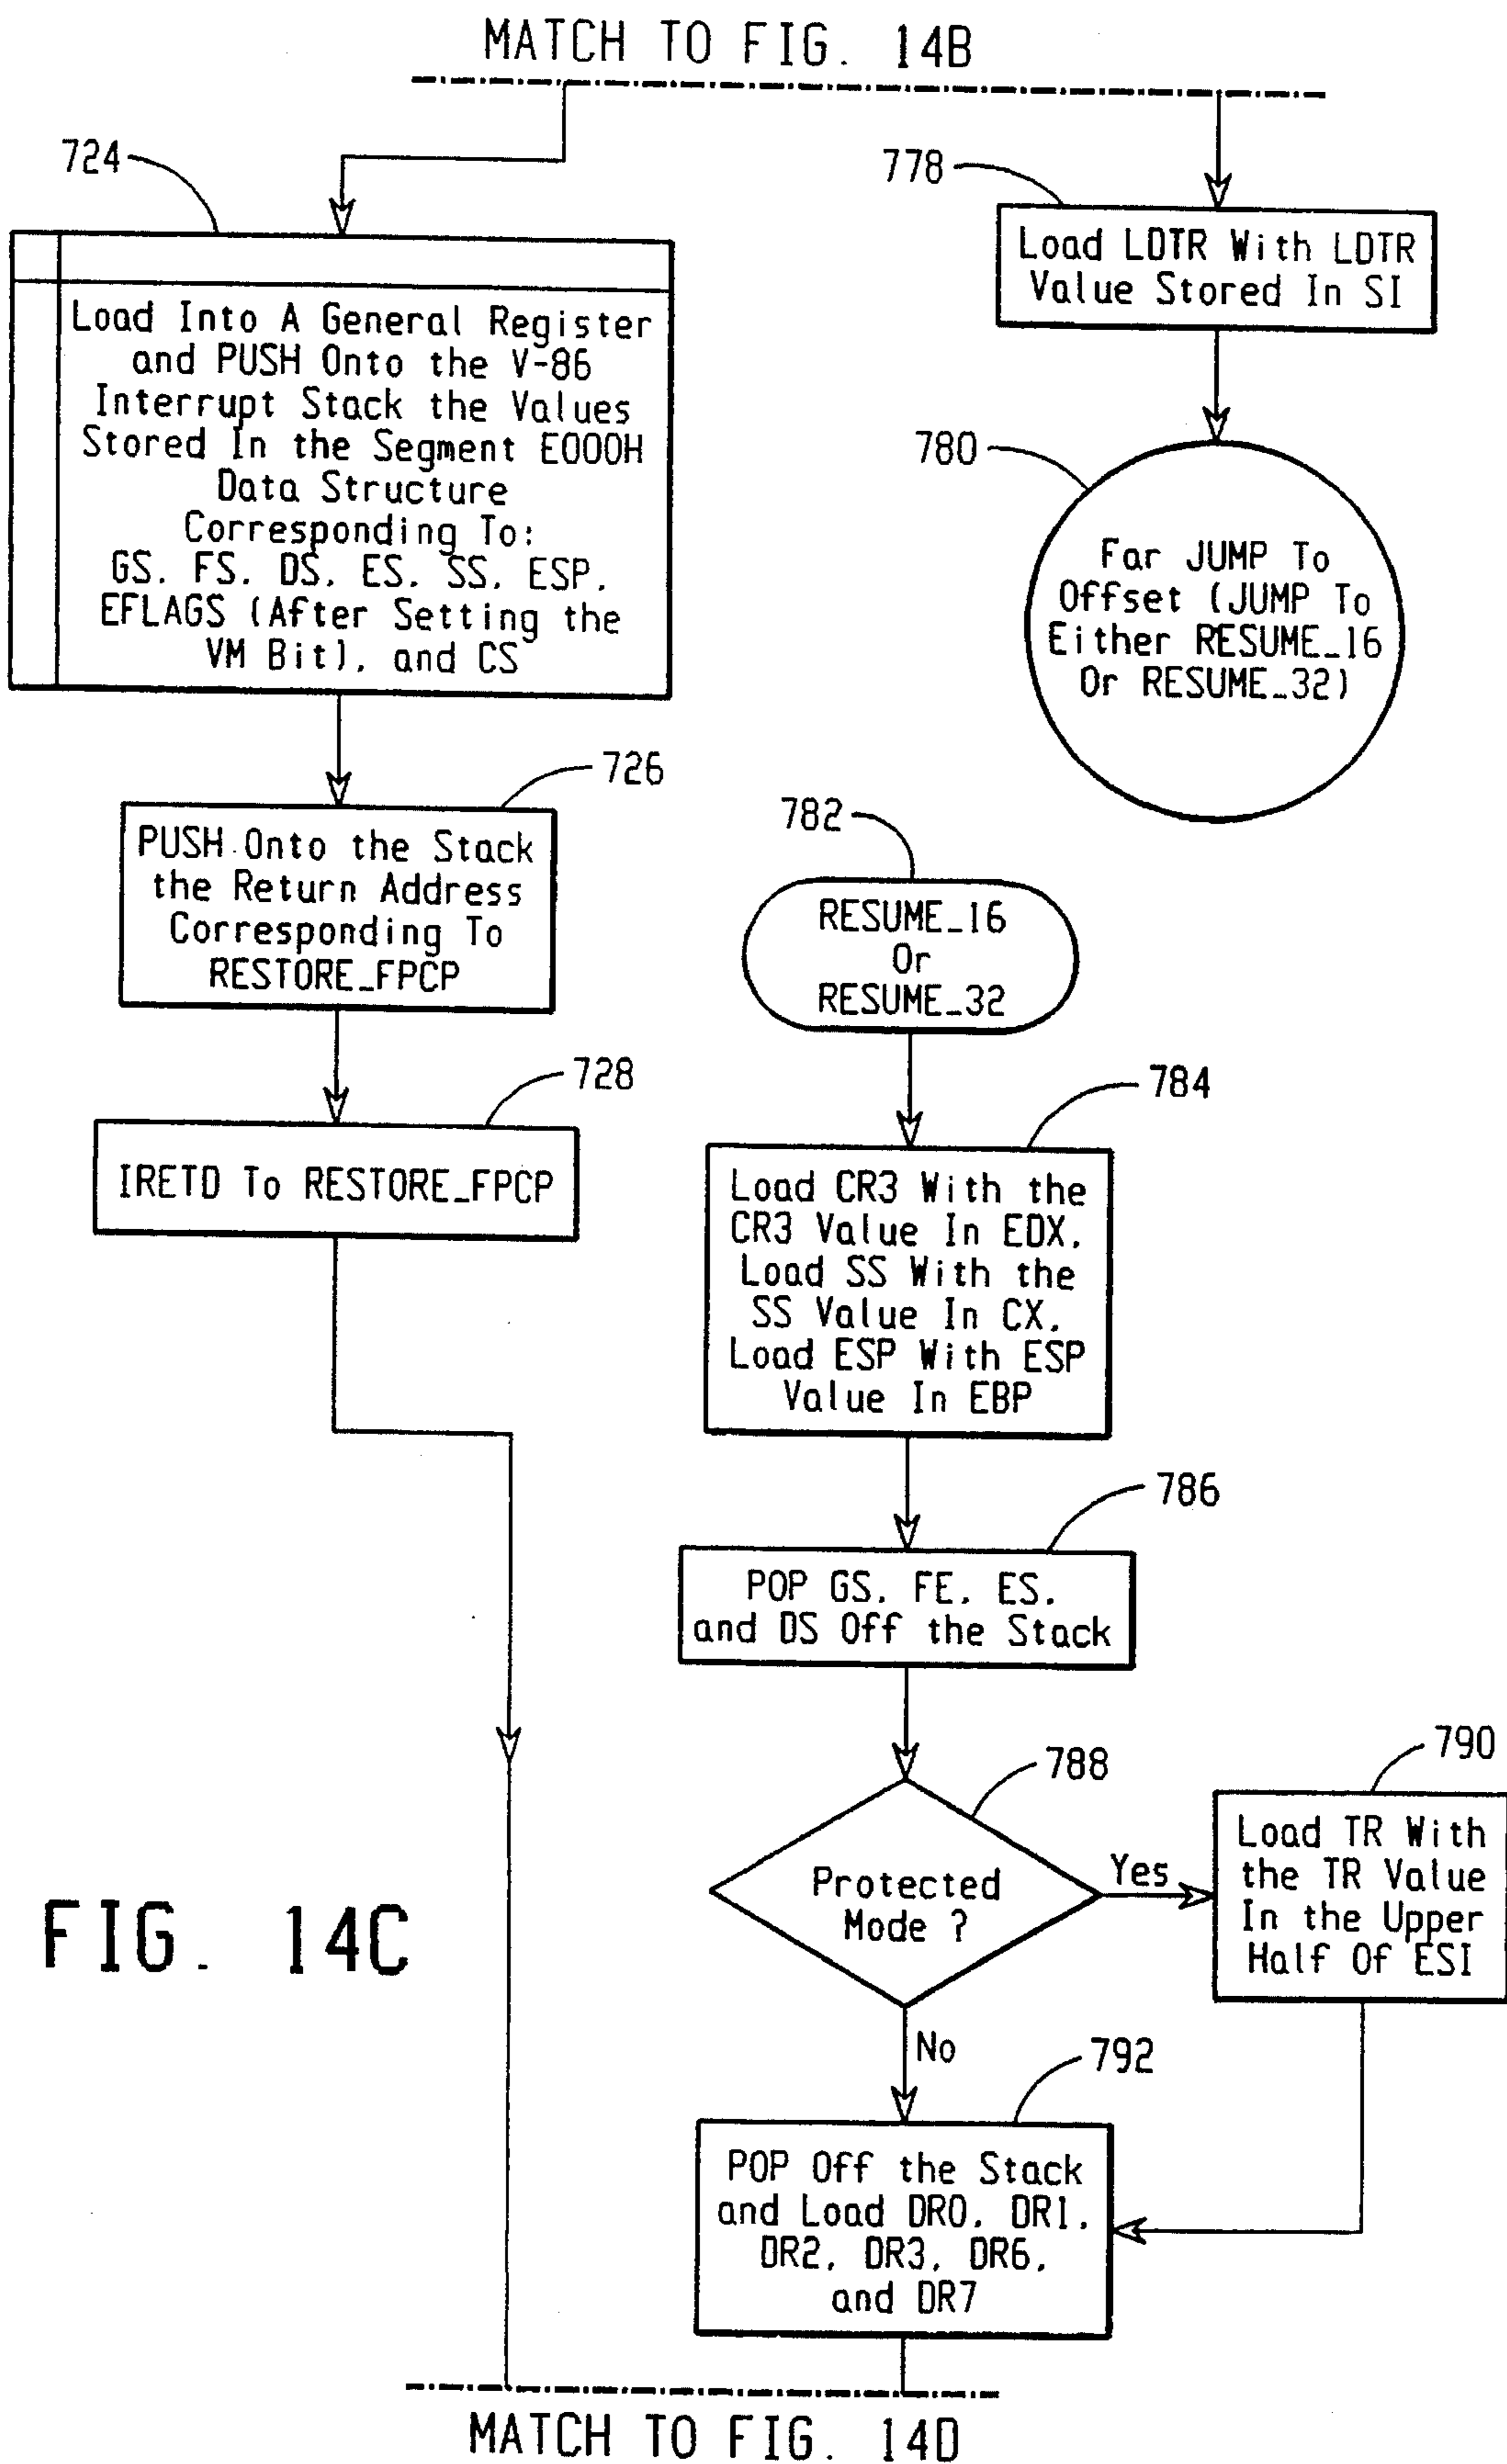 MATCH TO FIG. 14B
724
Load Into A General Register
and PUSH Onto the V-86
Interrupt Stack the Values
Stored In the Segment E000H
Data Structure
Corresponding To:
GS, FS, DS, ES, SS, ESP,
EFLAGS (After Setting the
VM Bit), and CS
726
PUSH Onto the Stack
the Return Address
Corresponding To
RESTORE_FPCP
728
IRETD To RESTORE_FPCP
778
Load LDTR With LDTR
Value Stored In SI
780
Far JUMP To
Offset (JUMP To
Either RESUME_16
Or RESUME_32)
782
RESUME_16
Or
RESUME_32
784
Load CR3 With the
CR3 Value In EDX,
Load SS With the
SS Value In CX,
Load ESP With ESP
Value In EBP
786
POP GS, FE, ES,
and DS Off the Stack
788
Protected
Mode ?
Yes
790
Load TR With
the TR Value
In the Upper
Half Of ESI
No
792
POP Off the Stack
and Load DR0, DR1,
DR2, DR3, DR6,
and DR7
FIG. 14C
MATCH TO FIG. 14D